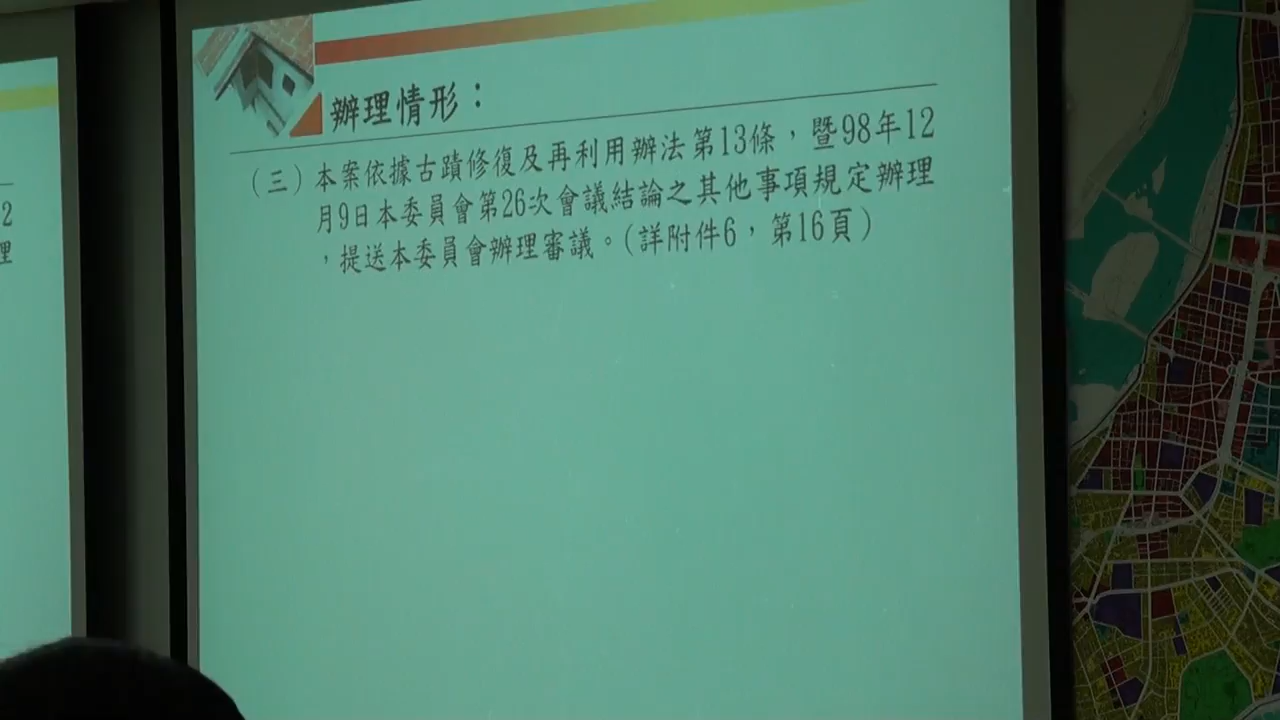 辦理情形：
（三）本案依據古蹟修復及再利用辦法第13條，暨98年12
月9日本委員會第26次會議結論之其他事項規定辦理
，提送本委員會辦理審議。（詳附件6，第16頁）
2
理